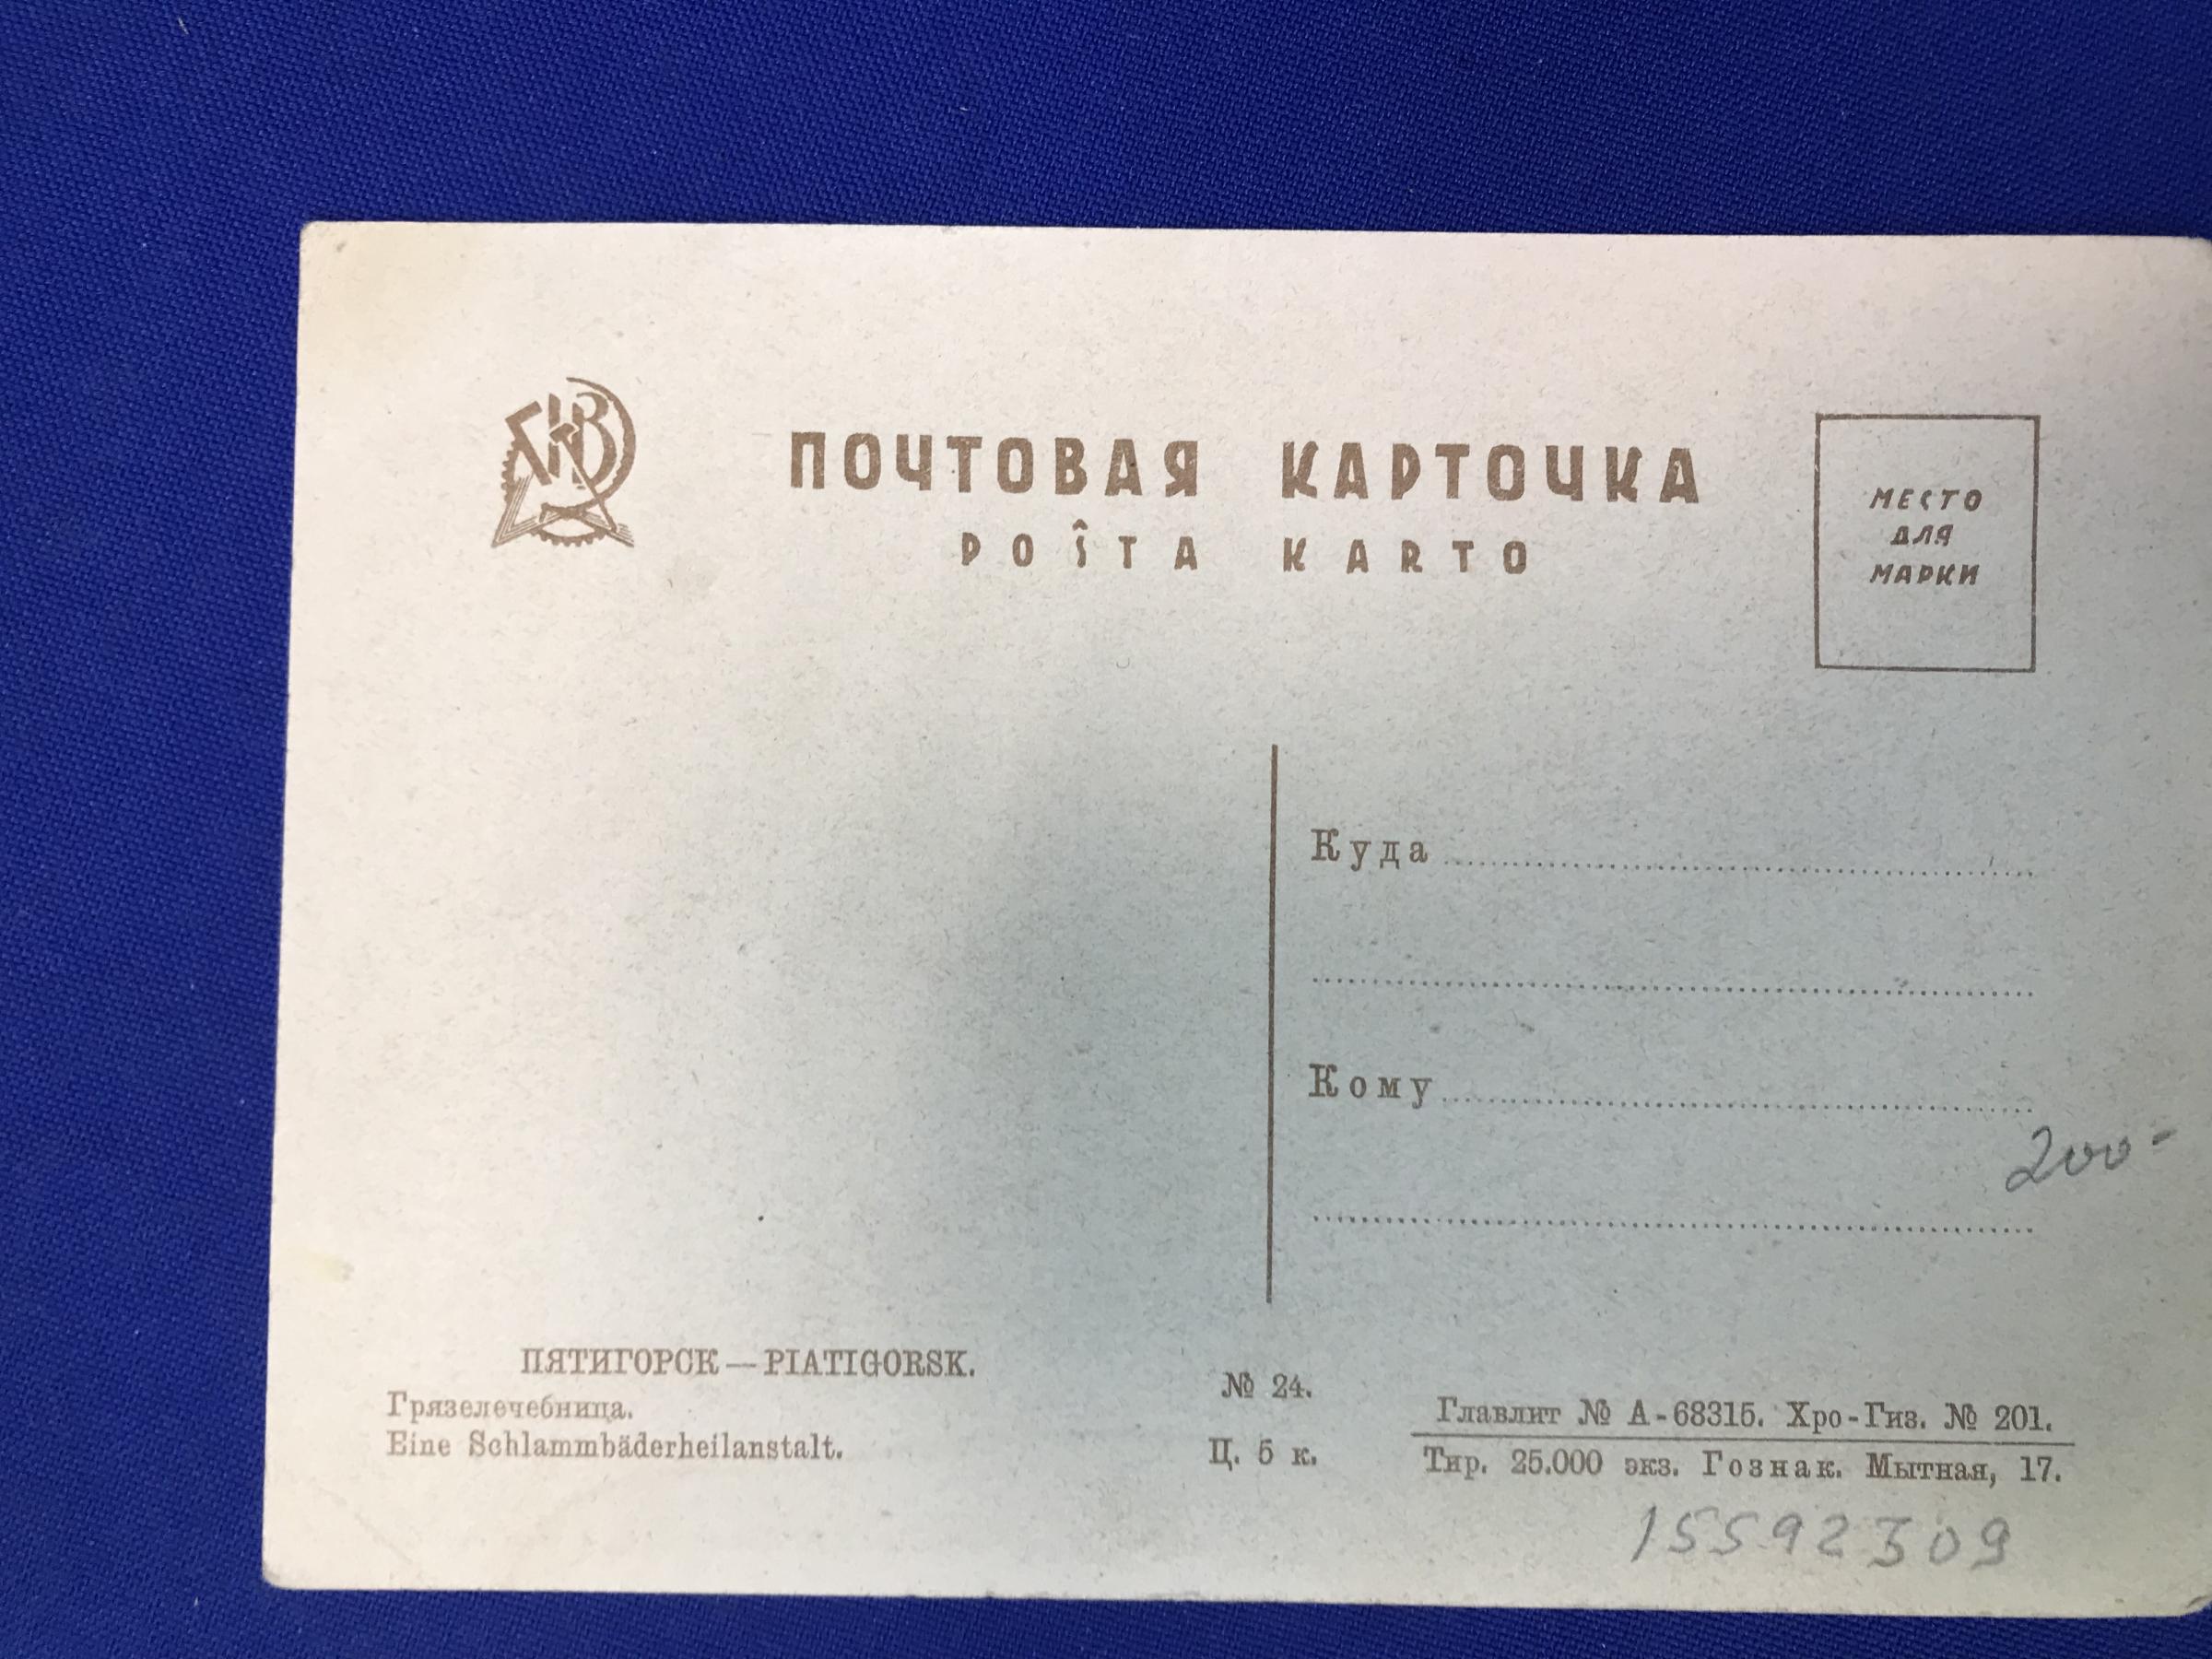 ПОЧТОВАЯ КАРТОЧКА
POŜTA KARTO
МЕСТО
ДЛЯ
МАРКИ
Куда
Кому
200-
ПЯТИГОРСК — PIATIGORSK.
Грязелечебница.
Eine Schlammbäderheilanstalt.
№ 24.
Ц. 5 к.
Главлит № А-68315. Хро-Гиз. № 201.
Тир. 25.000 экз. Гознак. Мытная, 17.
15592309